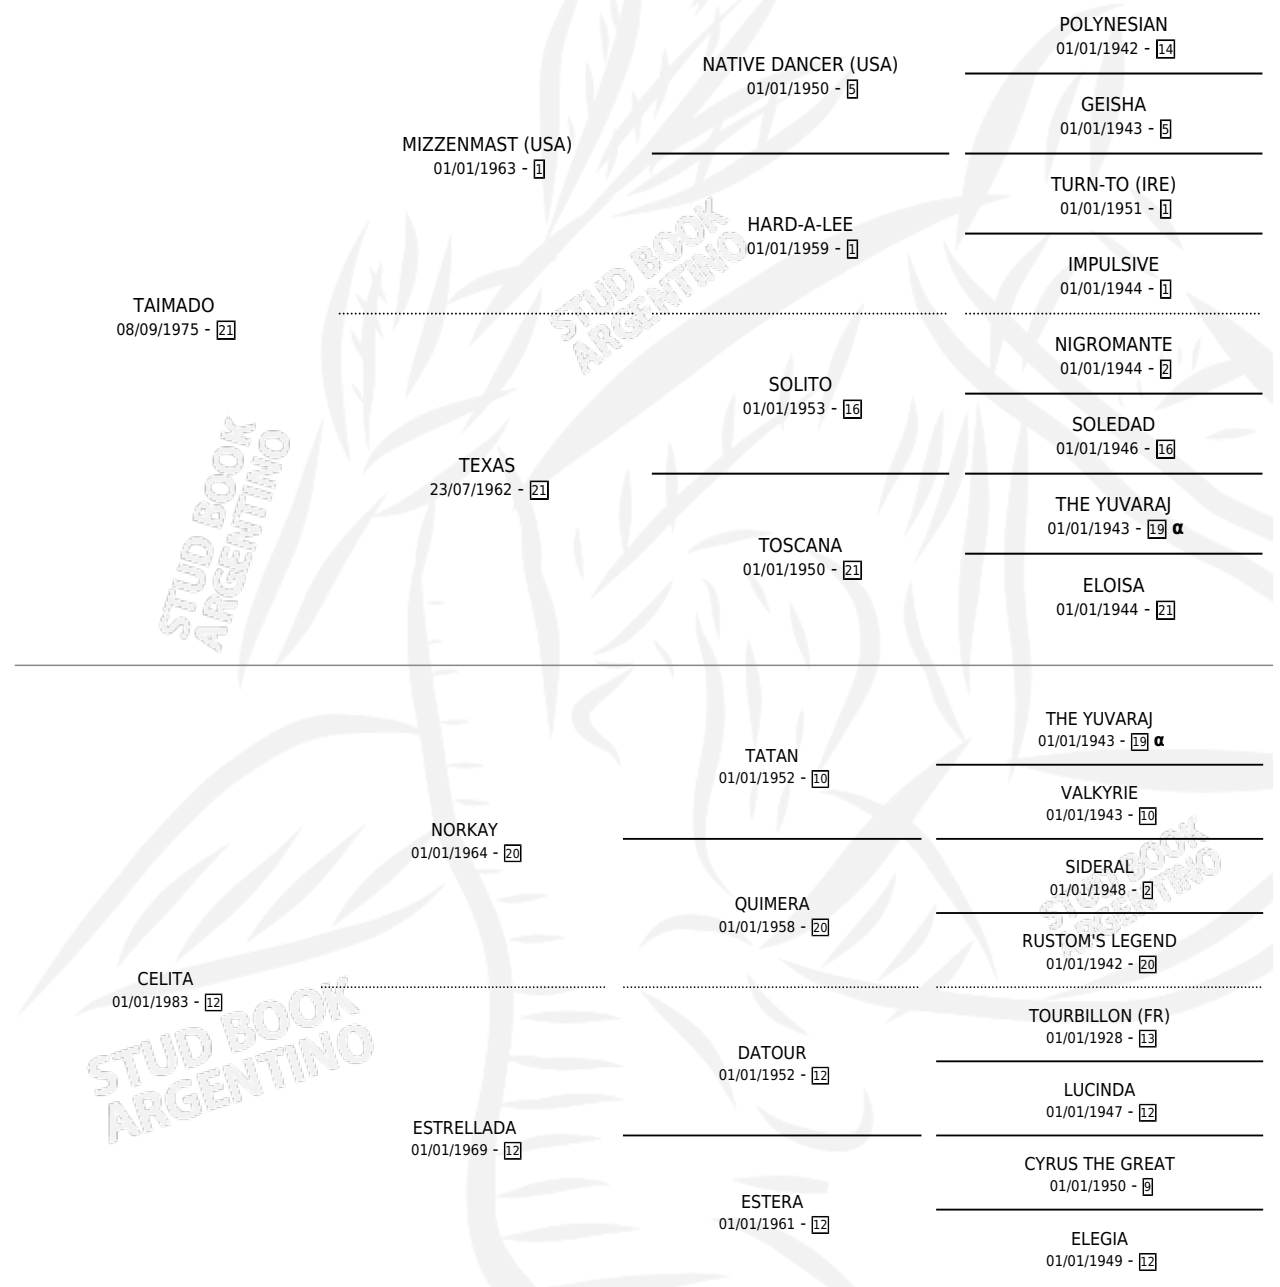 POLYNESIAN
01/01/1942 - 14
NATIVE DANCER (USA)
01/01/1950 - 5
GEISHA
01/01/1943 - 5
MIZZENMAST (USA)
01/01/1963 - 1
TURN-TO (IRE)
01/01/1951 - 1
HARD-A-LEE
01/01/1959 - 1
IMPULSIVE
01/01/1944 - 1
TAIMADO
08/09/1975 - 21
NIGROMANTE
01/01/1944 - 2
SOLITO
01/01/1953 - 16
SOLEDAD
01/01/1946 - 16
TEXAS
23/07/1962 - 21
THE YUVARAJ
01/01/1943 - 19 α
TOSCANA
01/01/1950 - 21
ELOISA
01/01/1944 - 21
THE YUVARAJ
01/01/1943 - 19 α
TATAN
01/01/1952 - 10
VALKYRIE
01/01/1943 - 10
NORKAY
01/01/1964 - 20
SIDERAL
01/01/1948 - 2
QUIMERA
01/01/1958 - 20
RUSTOM'S LEGEND
01/01/1942 - 20
CELITA
01/01/1983 - 12
TOURBILLON (FR)
01/01/1928 - 13
DATOUR
01/01/1952 - 12
LUCINDA
01/01/1947 - 12
ESTRELLADA
01/01/1969 - 12
CYRUS THE GREAT
01/01/1950 - 9
ESTERA
01/01/1961 - 12
ELEGIA
01/01/1949 - 12
STUD BOOK
ARGENTINO
STUD BOOK
ARGENTINO
STUD BOOK
ARGENTINO
STUD BOOK
ARGENTINO